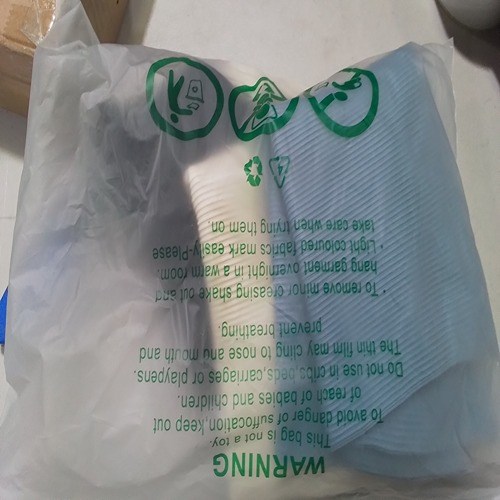 WARNING
This bag is not a toy.
To avoid danger of suffocation,keep out
of reach of babies and children.
Do not use in cribs,beds,carriages or playpens.
The thin film may cling to nose and mouth and
prevent breathing.
• To remove minor creasing shake out and
hang garment overnight in a warm room.
• Light coloured fabrics mark easily-Please
take care when trying them on.
4